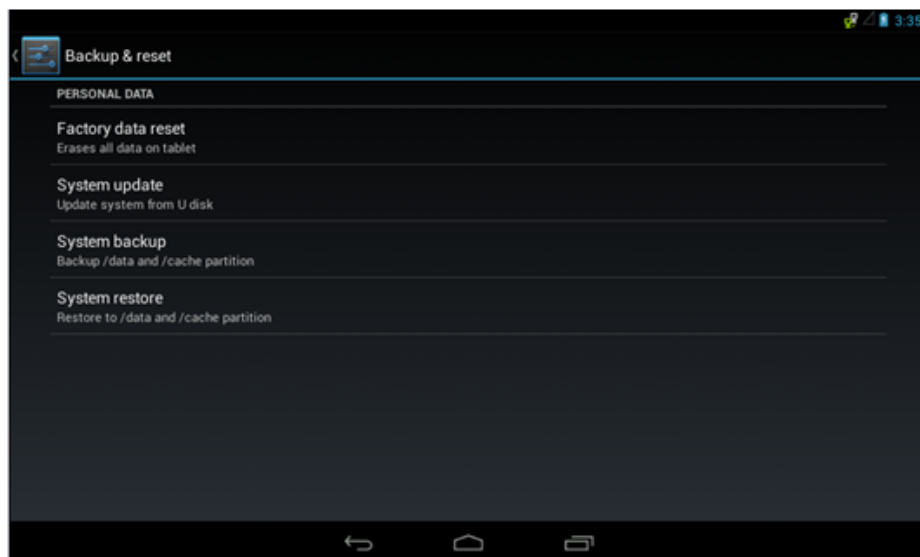 3:35
Backup & reset
PERSONAL DATA
Factory data reset
Erases all data on tablet
System update
Update system from U disk
System backup
Backup /data and /cache partition
System restore
Restore to /data and /cache partition